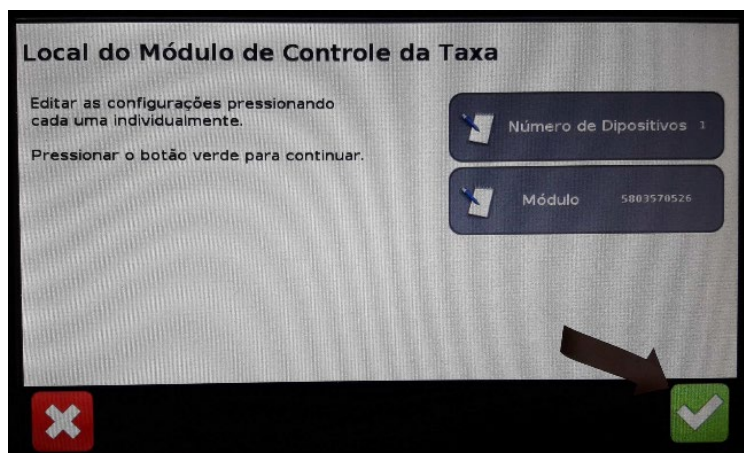 Local do Módulo de Controle da Taxa
Editar as configurações pressionando
cada uma individualmente.
Pressionar o botão verde para continuar.
Número de Dipositivos 1
Módulo 5803570526